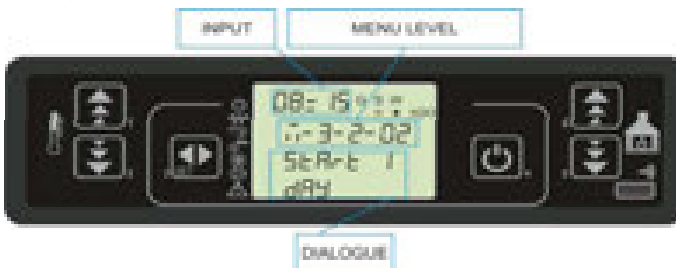 INPUT
MENU LEVEL
08:15
3-2-02
StArt 1
dAY
DIALOGUE